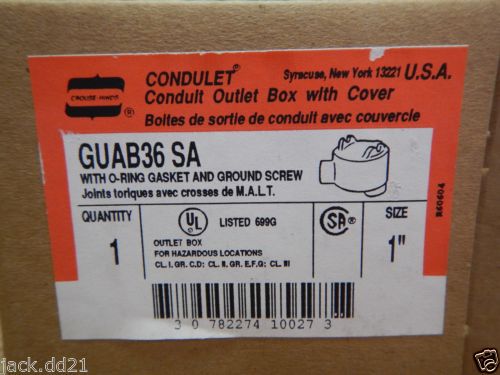 CROUSE-HINDS
®
CONDULET®
Syracuse, New York 13221 U.S.A.
Conduit Outlet Box with Cover
Boites de sortie de conduit avec couvercle
GUAB36 SA
WITH O-RING GASKET AND GROUND SCREW
Joints toriques avec crosses de M.A.L.T.
R60604
QUANTITY
1
UL
®
LISTED 699G
OUTLET BOX
FOR HAZARDOUS LOCATIONS
CL. I. GR. C.D; CL. II. GR. E.F.G; CL. III
SA®
SIZE
1"
3 0 782274 10027 3
jack.dd21